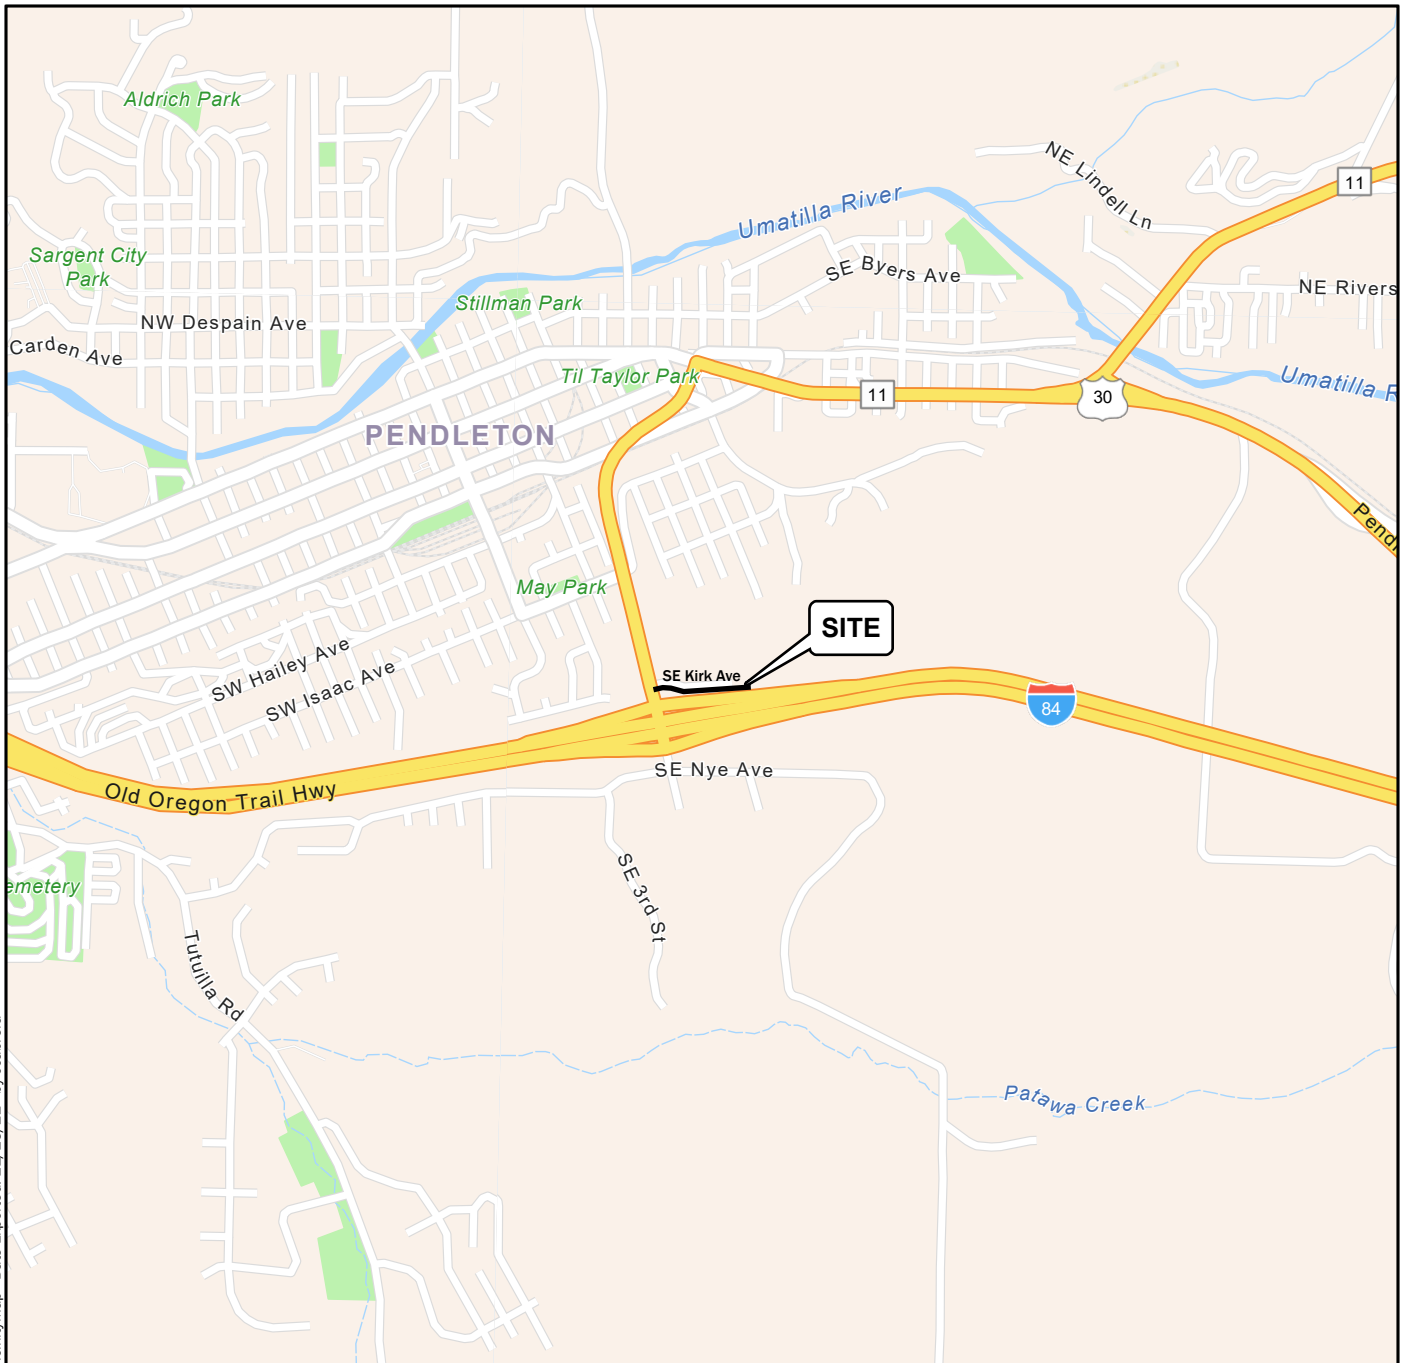 Aldrich Park
NE Lindell Ln
11
Umatilla River
Sargent City
Park
SE Byers Ave
NE Rivers
Stillman Park
NW Despain Ave
Carden Ave
Til Taylor Park
Umatilla R
11
30
PENDLETON
Pendl
May Park
SITE
SW Hailey Ave
SE Kirk Ave
SW Isaac Ave
84
SE Nye Ave
Old Oregon Trail Hwy
emetery
SE 3rd St
Tutuilla Rd
Patawa Creek